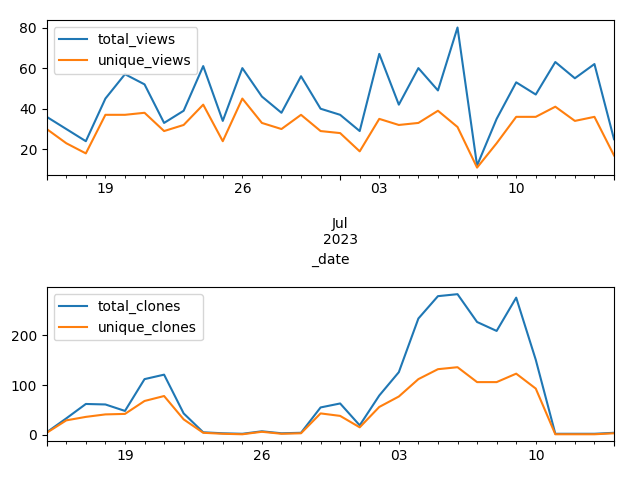 80
60
40
20
total_views
unique_views
19
26
03
10
Jul
2023
_date
200
100
0
total_clones
unique_clones
19
26
03
10